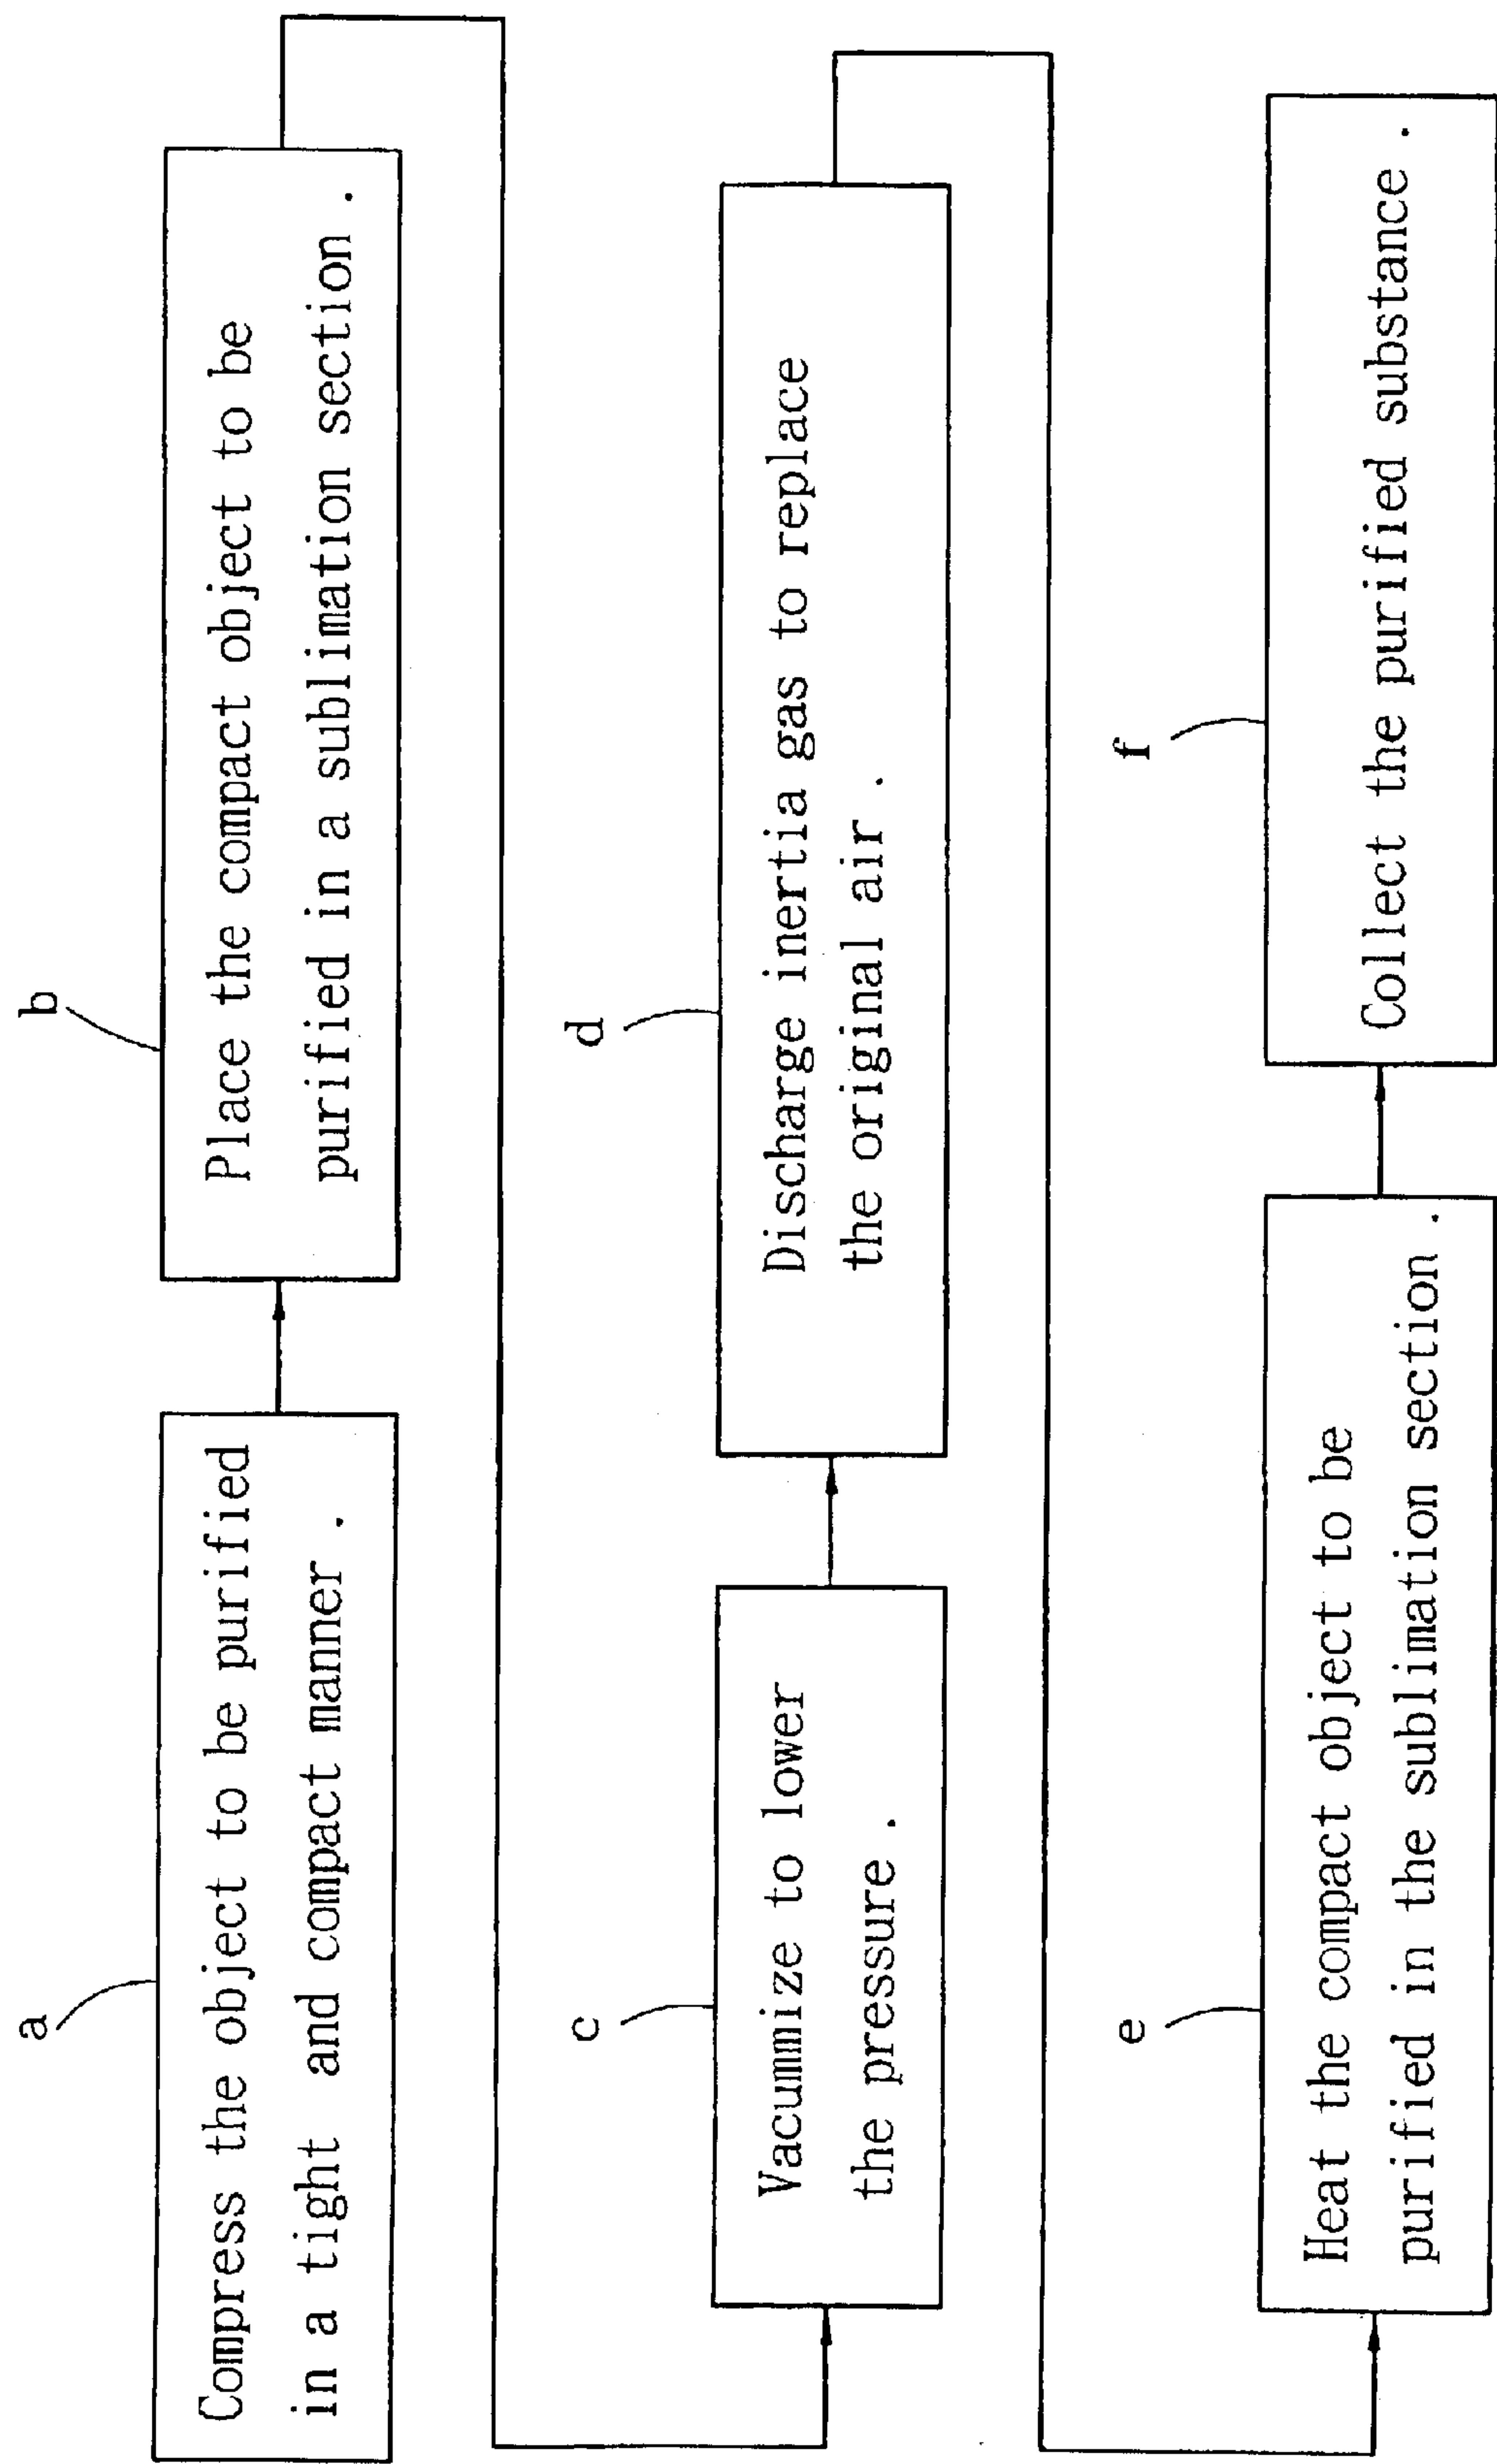 a
Compress the object to be purified
in a tight and compact manner .
b
Place the compact object to be
purified in a sublimation section .
c
Vacummize to lower
the pressure .
d
Discharge inertia gas to replace
the original air .
e
Heat the compact object to be
purified in the sublimation section .
f
Collect the purified substance .